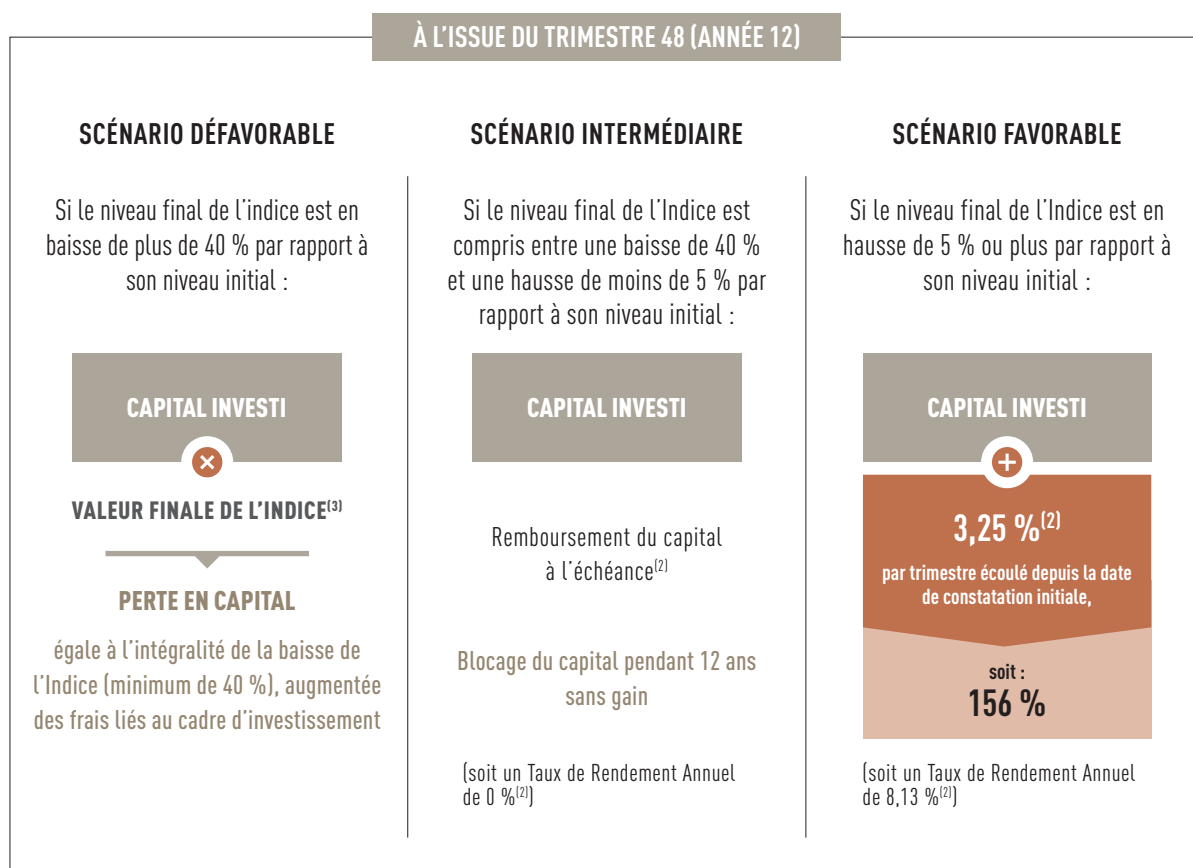 À L'ISSUE DU TRIMESTRE 48 (ANNÉE 12)
SCÉNARIO DÉFAVORABLE
Si le niveau final de l'indice est en
baisse de plus de 40 % par rapport à
son niveau initial :
CAPITAL INVESTI
×
VALEUR FINALE DE L'INDICE(3)
PERTE EN CAPITAL
égale à l'intégralité de la baisse de
l'Indice (minimum de 40 %), augmentée
des frais liés au cadre d'investissement
SCÉNARIO INTERMÉDIAIRE
Si le niveau final de l'Indice est
compris entre une baisse de 40 %
et une hausse de moins de 5 % par
rapport à son niveau initial :
CAPITAL INVESTI
Remboursement du capital
à l'échéance(2)
Blocage du capital pendant 12 ans
sans gain
(soit un Taux de Rendement Annuel
de 0 %(2))
SCÉNARIO FAVORABLE
Si le niveau final de l'Indice est en
hausse de 5 % ou plus par rapport à
son niveau initial :
CAPITAL INVESTI
+
3,25 %(2)
par trimestre écoulé depuis la date
de constatation initiale,
soit :
156 %
(soit un Taux de Rendement Annuel
de 8,13 %(2))